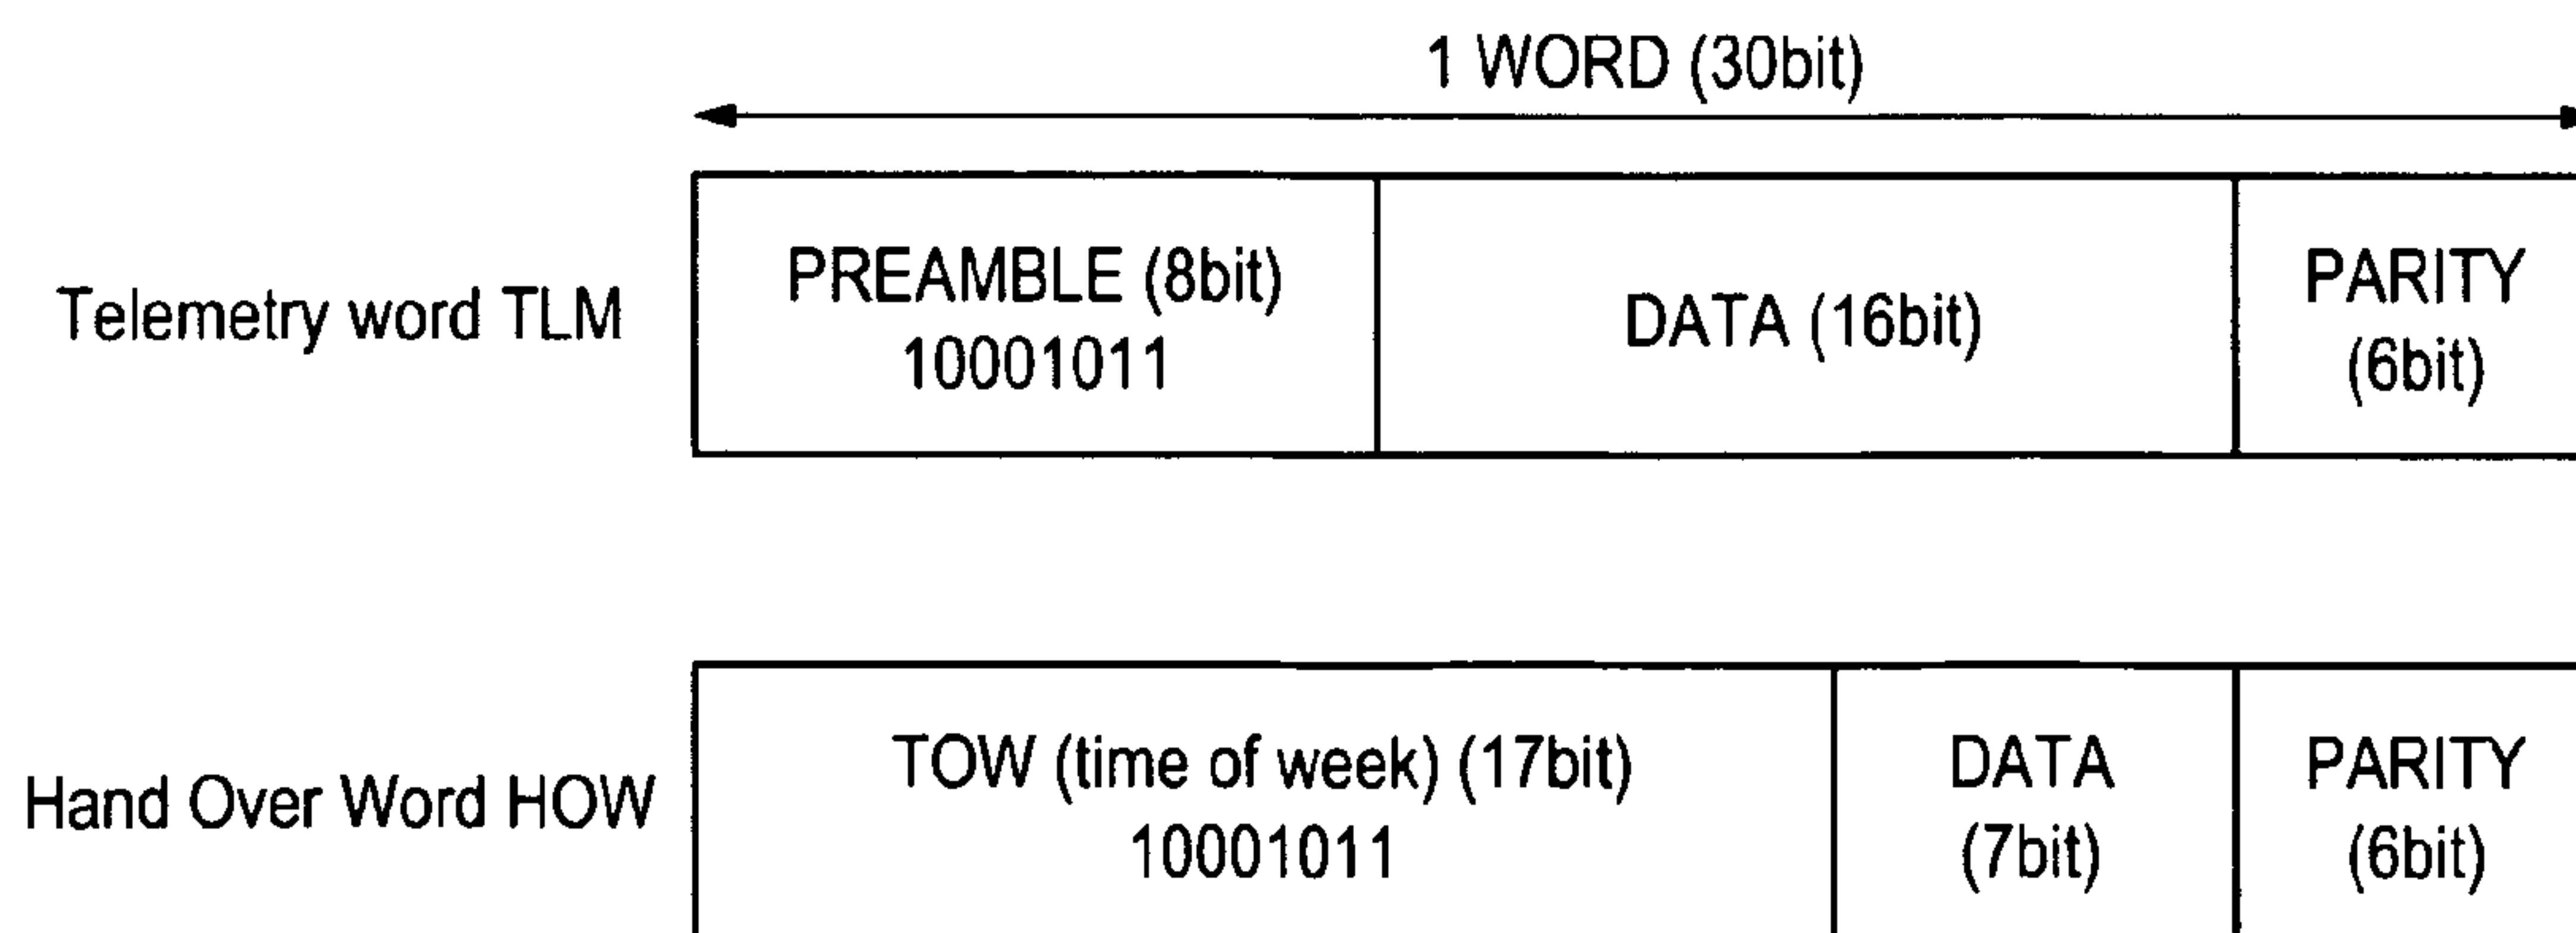 1 WORD (30bit)
Telemetry word TLM
PREAMBLE (8bit)
10001011
DATA (16bit)
PARITY
(6bit)
Hand Over Word HOW
TOW (time of week) (17bit)
10001011
DATA
(7bit)
PARITY
(6bit)